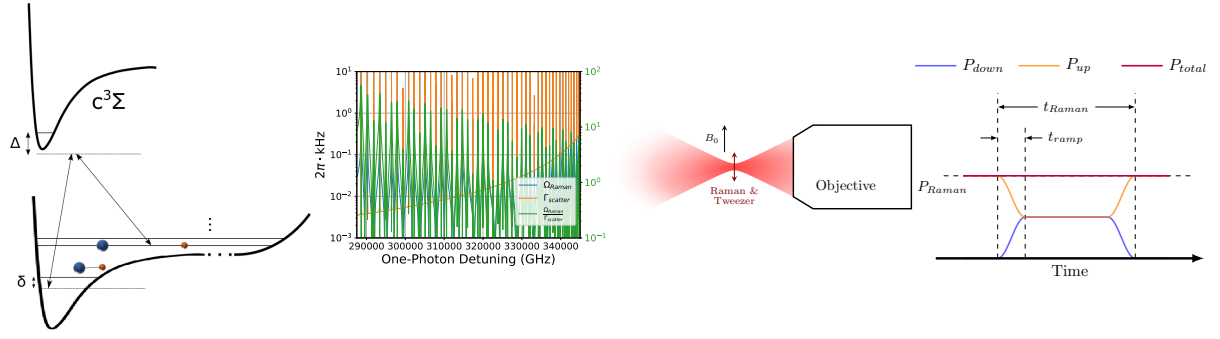 c³Σ
Δ
δ
2π•kHz
10¹
10⁰
10⁻¹
10⁻²
10⁻³
10²
10¹
10⁰
10⁻¹
Ω_Raman
Γ_scatter
Ω_Raman
Γ_scatter
290000 300000 310000 320000 330000 340000
One-Photon Detuning (GHz)
B₀
Raman &
Tweezer
Objective
P_down P_up P_total
t_Raman
t_ramp
P_Raman
Time